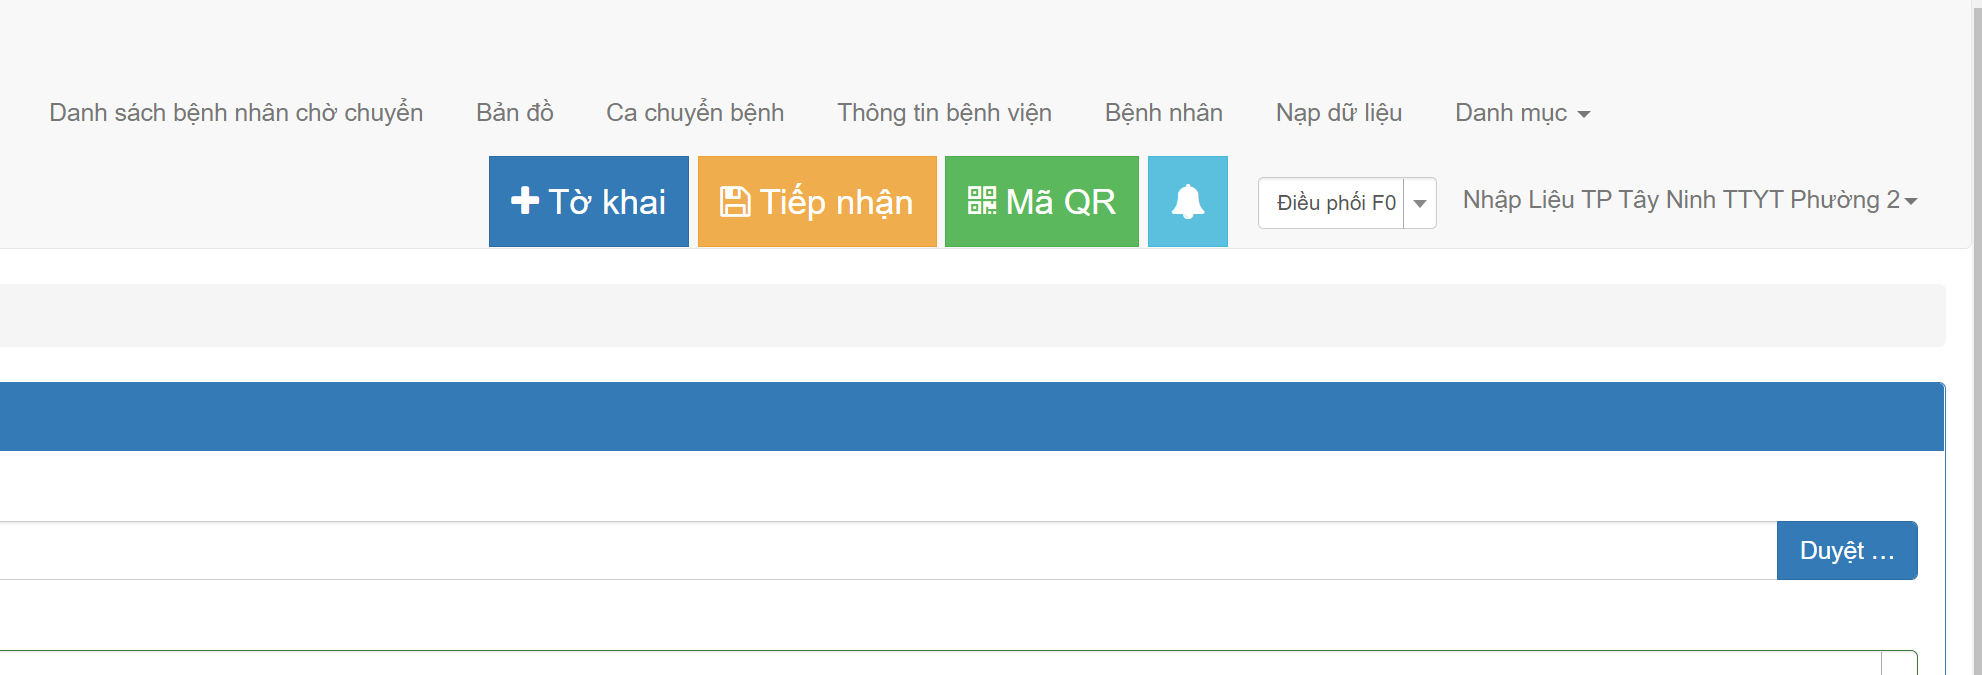 Danh sách bệnh nhân chờ chuyển Bản đồ Ca chuyển bệnh Thông tin bệnh viện Bệnh nhân Nạp dữ liệu Danh mục
Tờ khai Tiếp nhận Mã QR Điều phối F0 Nhập Liệu TP Tây Ninh TTYT Phường 2
Duyệt ...